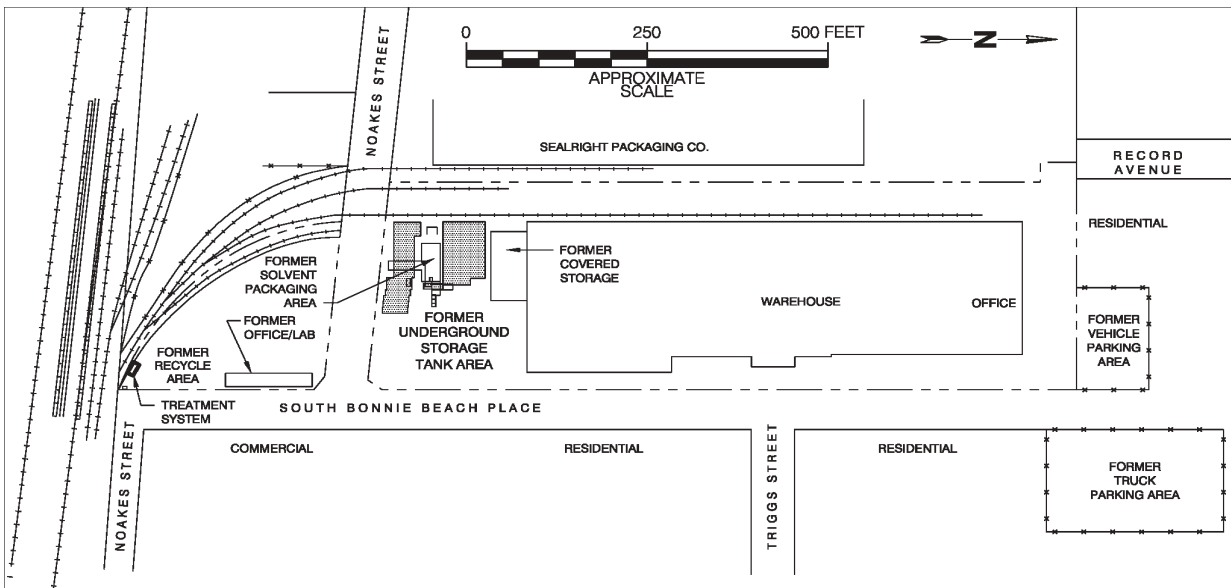 0
250
500 FEET
APPROXIMATE
SCALE
N
NOAKES STREET
SEALRIGHT PACKAGING CO.
RECORD
AVENUE
RESIDENTIAL
FORMER
SOLVENT
PACKAGING
AREA
FORMER
COVERED
STORAGE
WAREHOUSE
OFFICE
FORMER
UNDERGROUND
STORAGE
TANK AREA
FORMER
OFFICE/LAB
FORMER
VEHICLE
PARKING
AREA
FORMER
RECYCLE
AREA
TREATMENT
SYSTEM
SOUTH BONNIE BEACH PLACE
NOAKES STREET
COMMERCIAL
RESIDENTIAL
TRIGGS STREET
RESIDENTIAL
FORMER
TRUCK
PARKING AREA